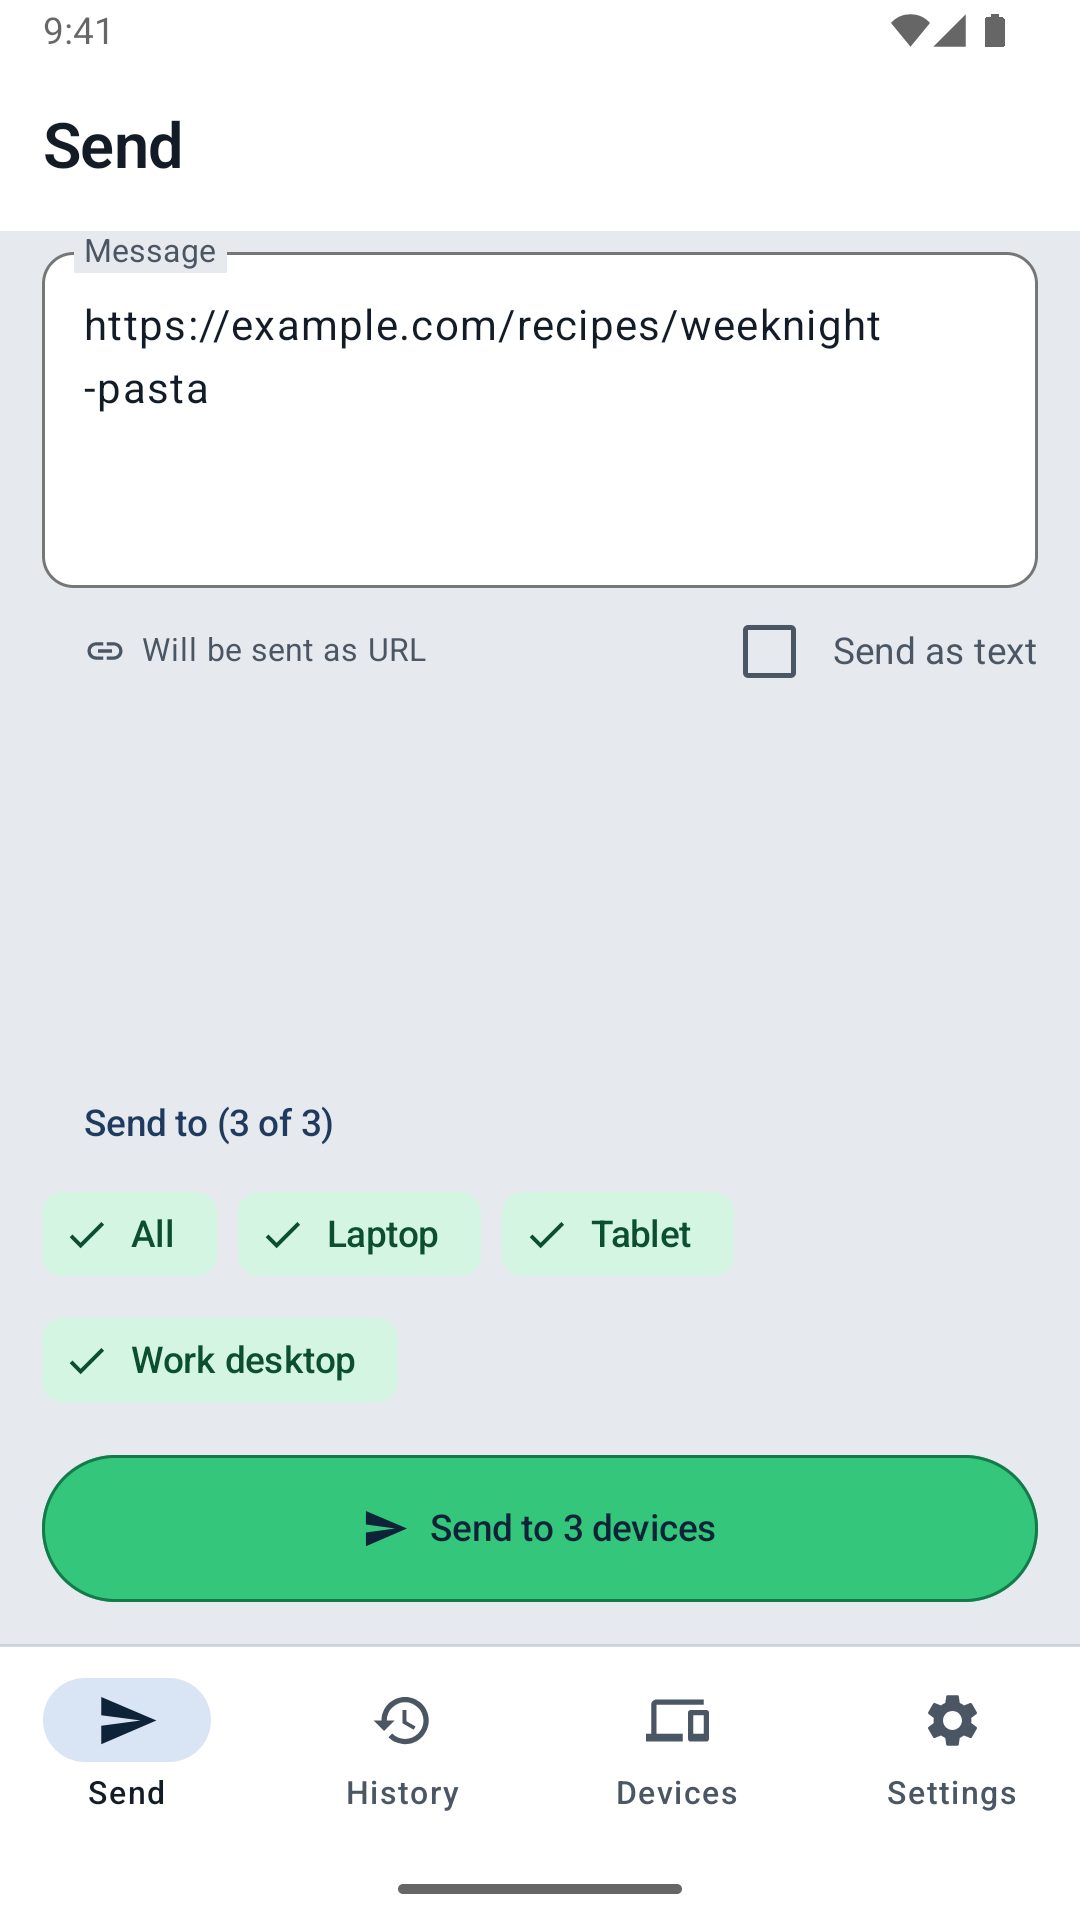 9:41
Send
Message
https://example.com/recipes/weeknight
-pasta
Will be sent as URL
Send as text
Send to (3 of 3)
All
Laptop
Tablet
Work desktop
Send to 3 devices
Send
History
Devices
Settings